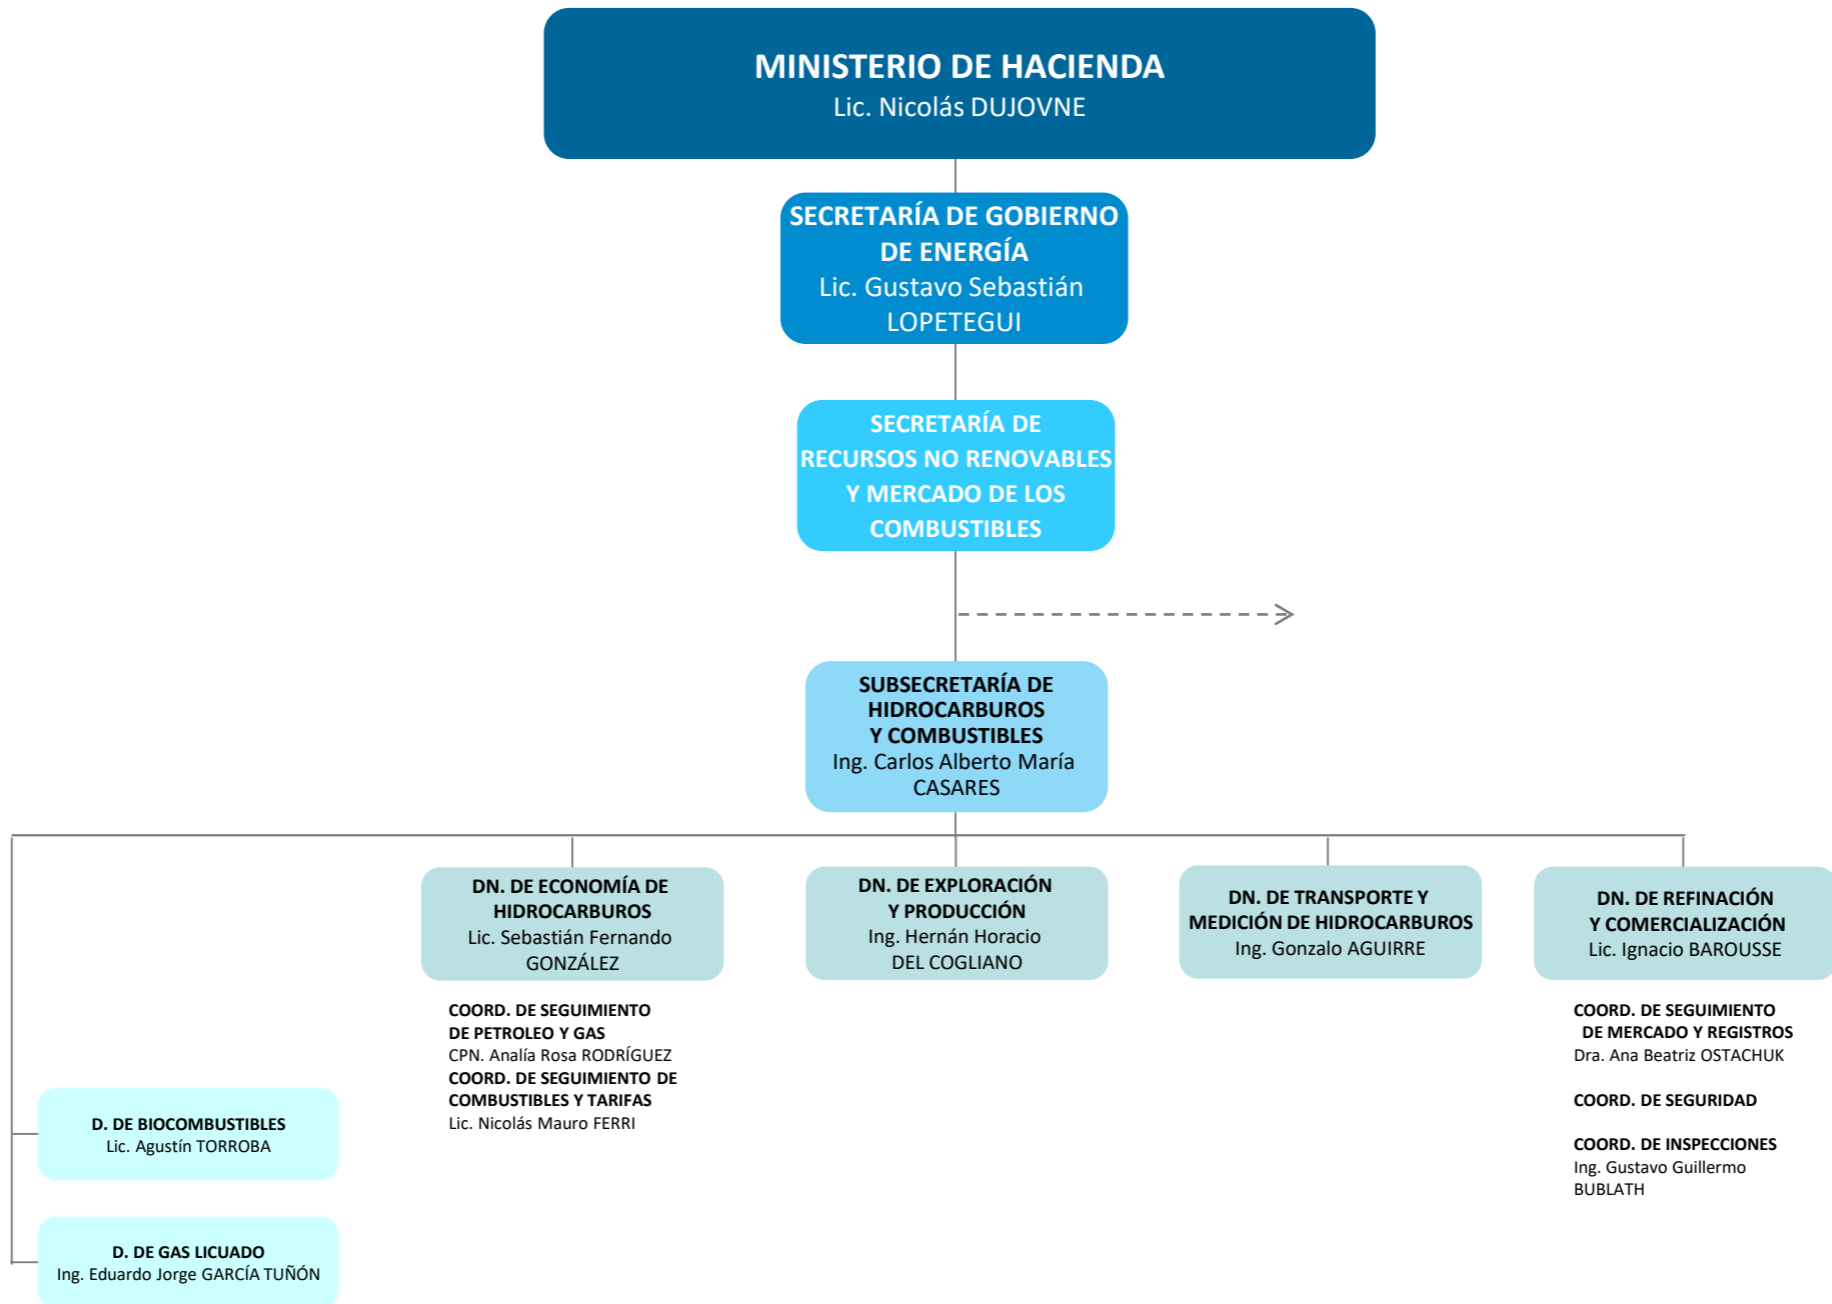 MINISTERIO DE HACIENDA
Lic. Nicolás DUJOVNE
SECRETARÍA DE GOBIERNO
DE ENERGÍA
Lic. Gustavo Sebastián
LOPETEGUI
SECRETARÍA DE
RECURSOS NO RENOVABLES
Y MERCADO DE LOS
COMBUSTIBLES
SUBSECRETARÍA DE
HIDROCARBUROS
Y COMBUSTIBLES
Ing. Carlos Alberto María
CASARES
DN. DE ECONOMÍA DE
HIDROCARBUROS
Lic. Sebastián Fernando
GONZÁLEZ
COORD. DE SEGUIMIENTO
DE PETROLEO Y GAS
CPN. Analía Rosa RODRÍGUEZ
COORD. DE SEGUIMIENTO DE
COMBUSTIBLES Y TARIFAS
Lic. Nicolás Mauro FERRI
DN. DE EXPLORACIÓN
Y PRODUCCIÓN
Ing. Hernán Horacio
DEL COGLIANO
DN. DE TRANSPORTE Y
MEDICIÓN DE HIDROCARBUROS
Ing. Gonzalo AGUIRRE
DN. DE REFINACIÓN
Y COMERCIALIZACIÓN
Lic. Ignacio BAROUSSE
COORD. DE SEGUIMIENTO
DE MERCADO Y REGISTROS
Dra. Ana Beatriz OSTACHUK
COORD. DE SEGURIDAD
COORD. DE INSPECCIONES
Ing. Gustavo Guillermo
BUBLATH
D. DE BIOCOMBUSTIBLES
Lic. Agustín TORROBA
D. DE GAS LICUADO
Ing. Eduardo Jorge GARCÍA TUÑÓN